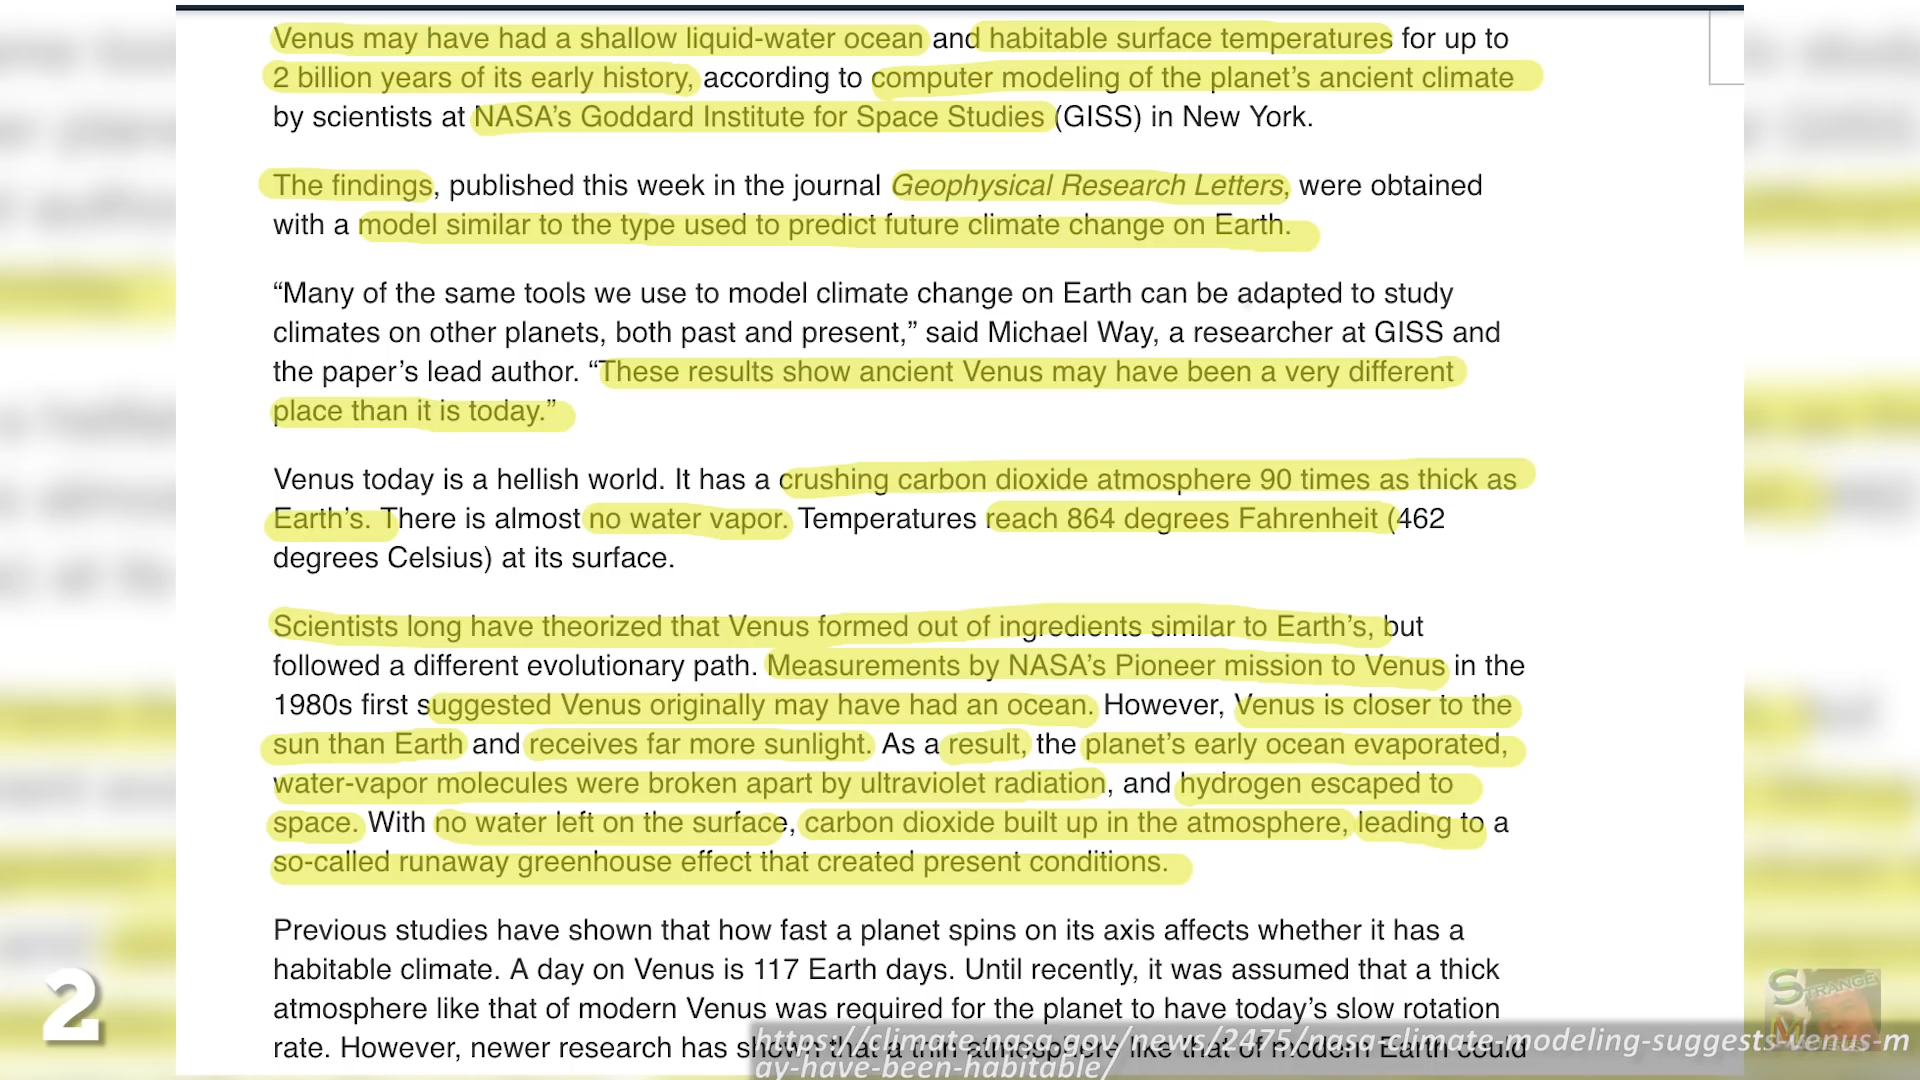 Venus may have had a shallow liquid-water ocean and habitable surface temperatures for up to
2 billion years of its early history, according to computer modeling of the planet’s ancient climate
by scientists at NASA’s Goddard Institute for Space Studies (GISS) in New York.
The findings, published this week in the journal Geophysical Research Letters, were obtained
with a model similar to the type used to predict future climate change on Earth.
“Many of the same tools we use to model climate change on Earth can be adapted to study
climates on other planets, both past and present,” said Michael Way, a researcher at GISS and
the paper’s lead author. “These results show ancient Venus may have been a very different
place than it is today.”
Venus today is a hellish world. It has a crushing carbon dioxide atmosphere 90 times as thick as
Earth’s. There is almost no water vapor. Temperatures reach 864 degrees Fahrenheit (462
degrees Celsius) at its surface.
Scientists long have theorized that Venus formed out of ingredients similar to Earth’s, but
followed a different evolutionary path. Measurements by NASA’s Pioneer mission to Venus in the
1980s first suggested Venus originally may have had an ocean. However, Venus is closer to the
sun than Earth and receives far more sunlight. As a result, the planet’s early ocean evaporated,
water-vapor molecules were broken apart by ultraviolet radiation, and hydrogen escaped to
space. With no water left on the surface, carbon dioxide built up in the atmosphere, leading to a
so-called runaway greenhouse effect that created present conditions.
Previous studies have shown that how fast a planet spins on its axis affects whether it has a
habitable climate. A day on Venus is 117 Earth days. Until recently, it was assumed that a thick
atmosphere like that of modern Venus was required for the planet to have today’s slow rotation
rate. However, newer research has shown that a thin atmosphere like that of modern Earth could
2
STRANGE
https://climate.nasa.gov/news/2475/nasa-climate-modeling-suggests-venus-m
ay-have-been-habitable/